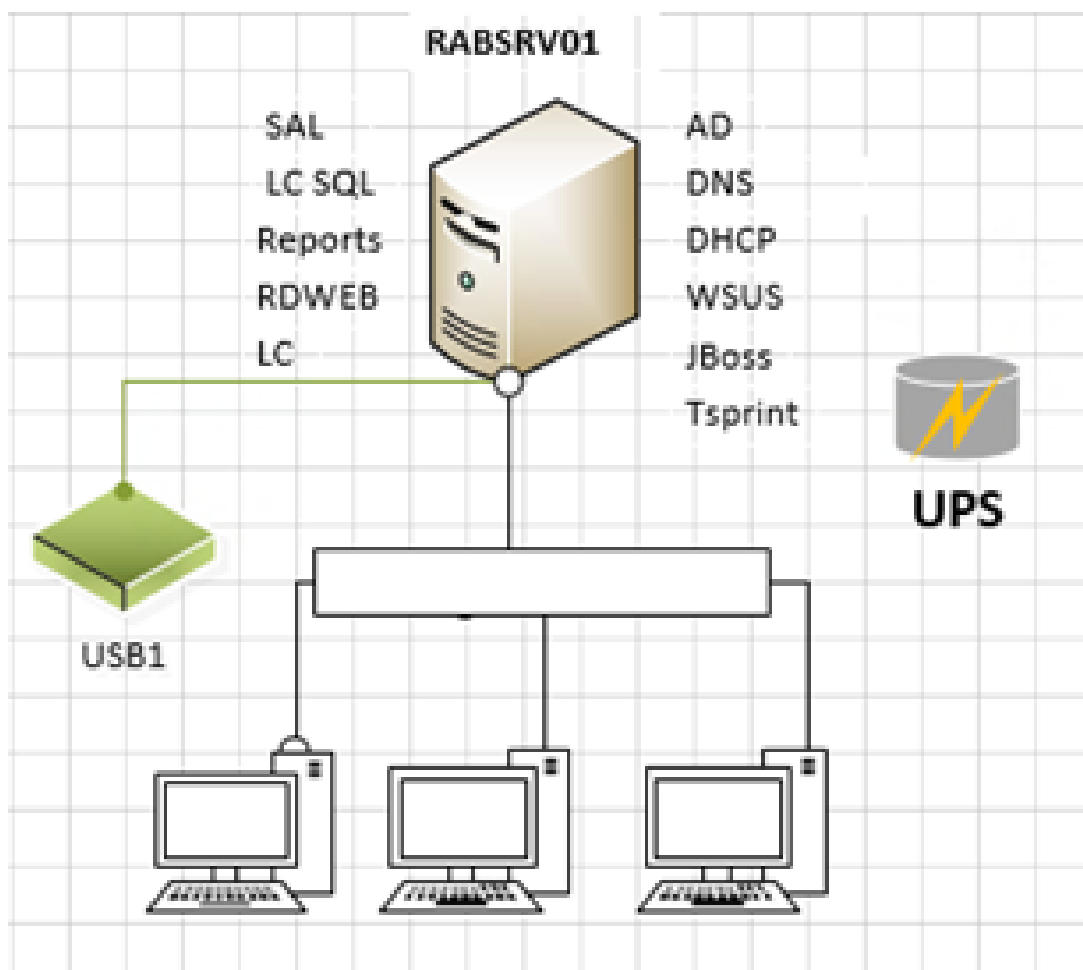 RABSRV01
SAL
LC SQL
Reports
RDWEB
LC
AD
DNS
DHCP
WSUS
JBoss
Tsprint
UPS
USB1